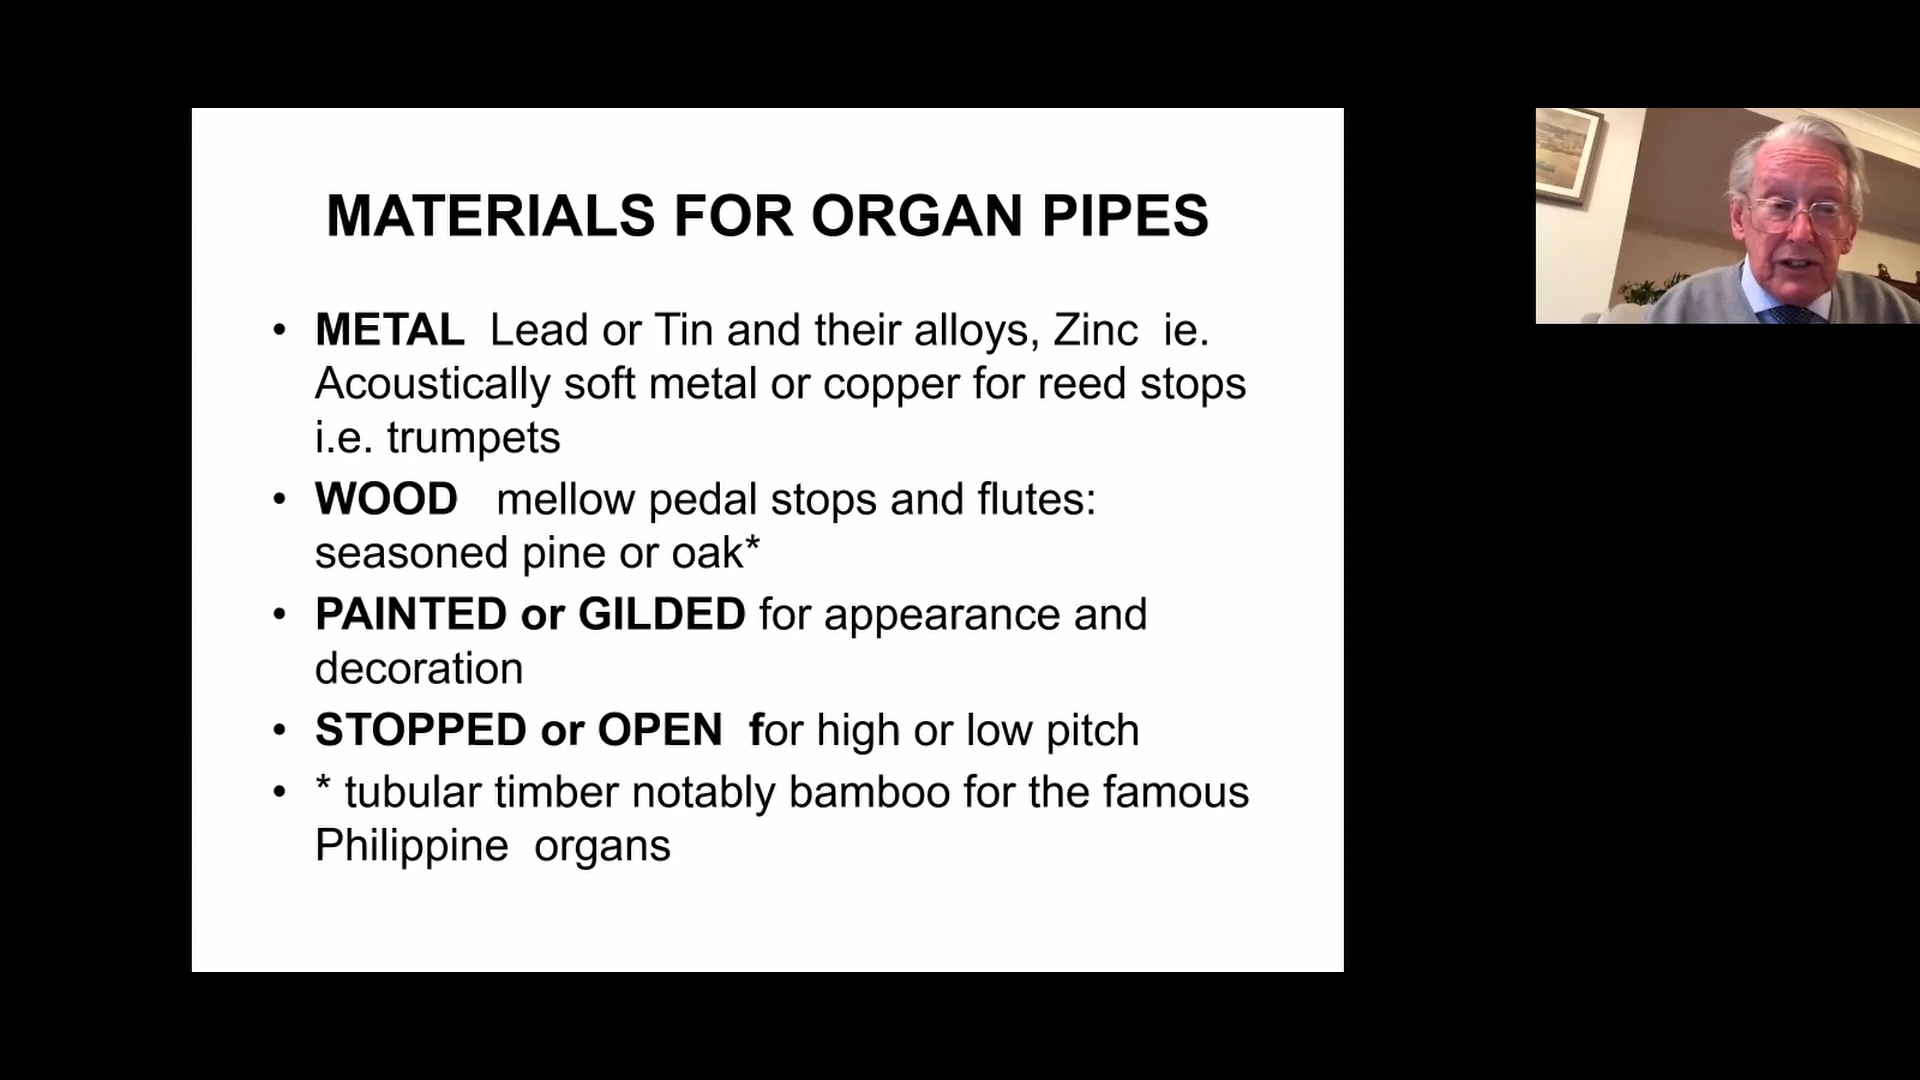 MATERIALS FOR ORGAN PIPES
• METAL  Lead or Tin and their alloys, Zinc  ie.
Acoustically soft metal or copper for reed stops
i.e. trumpets
• WOOD   mellow pedal stops and flutes:
seasoned pine or oak*
• PAINTED or GILDED for appearance and
decoration
• STOPPED or OPEN  for high or low pitch
• * tubular timber notably bamboo for the famous
Philippine  organs